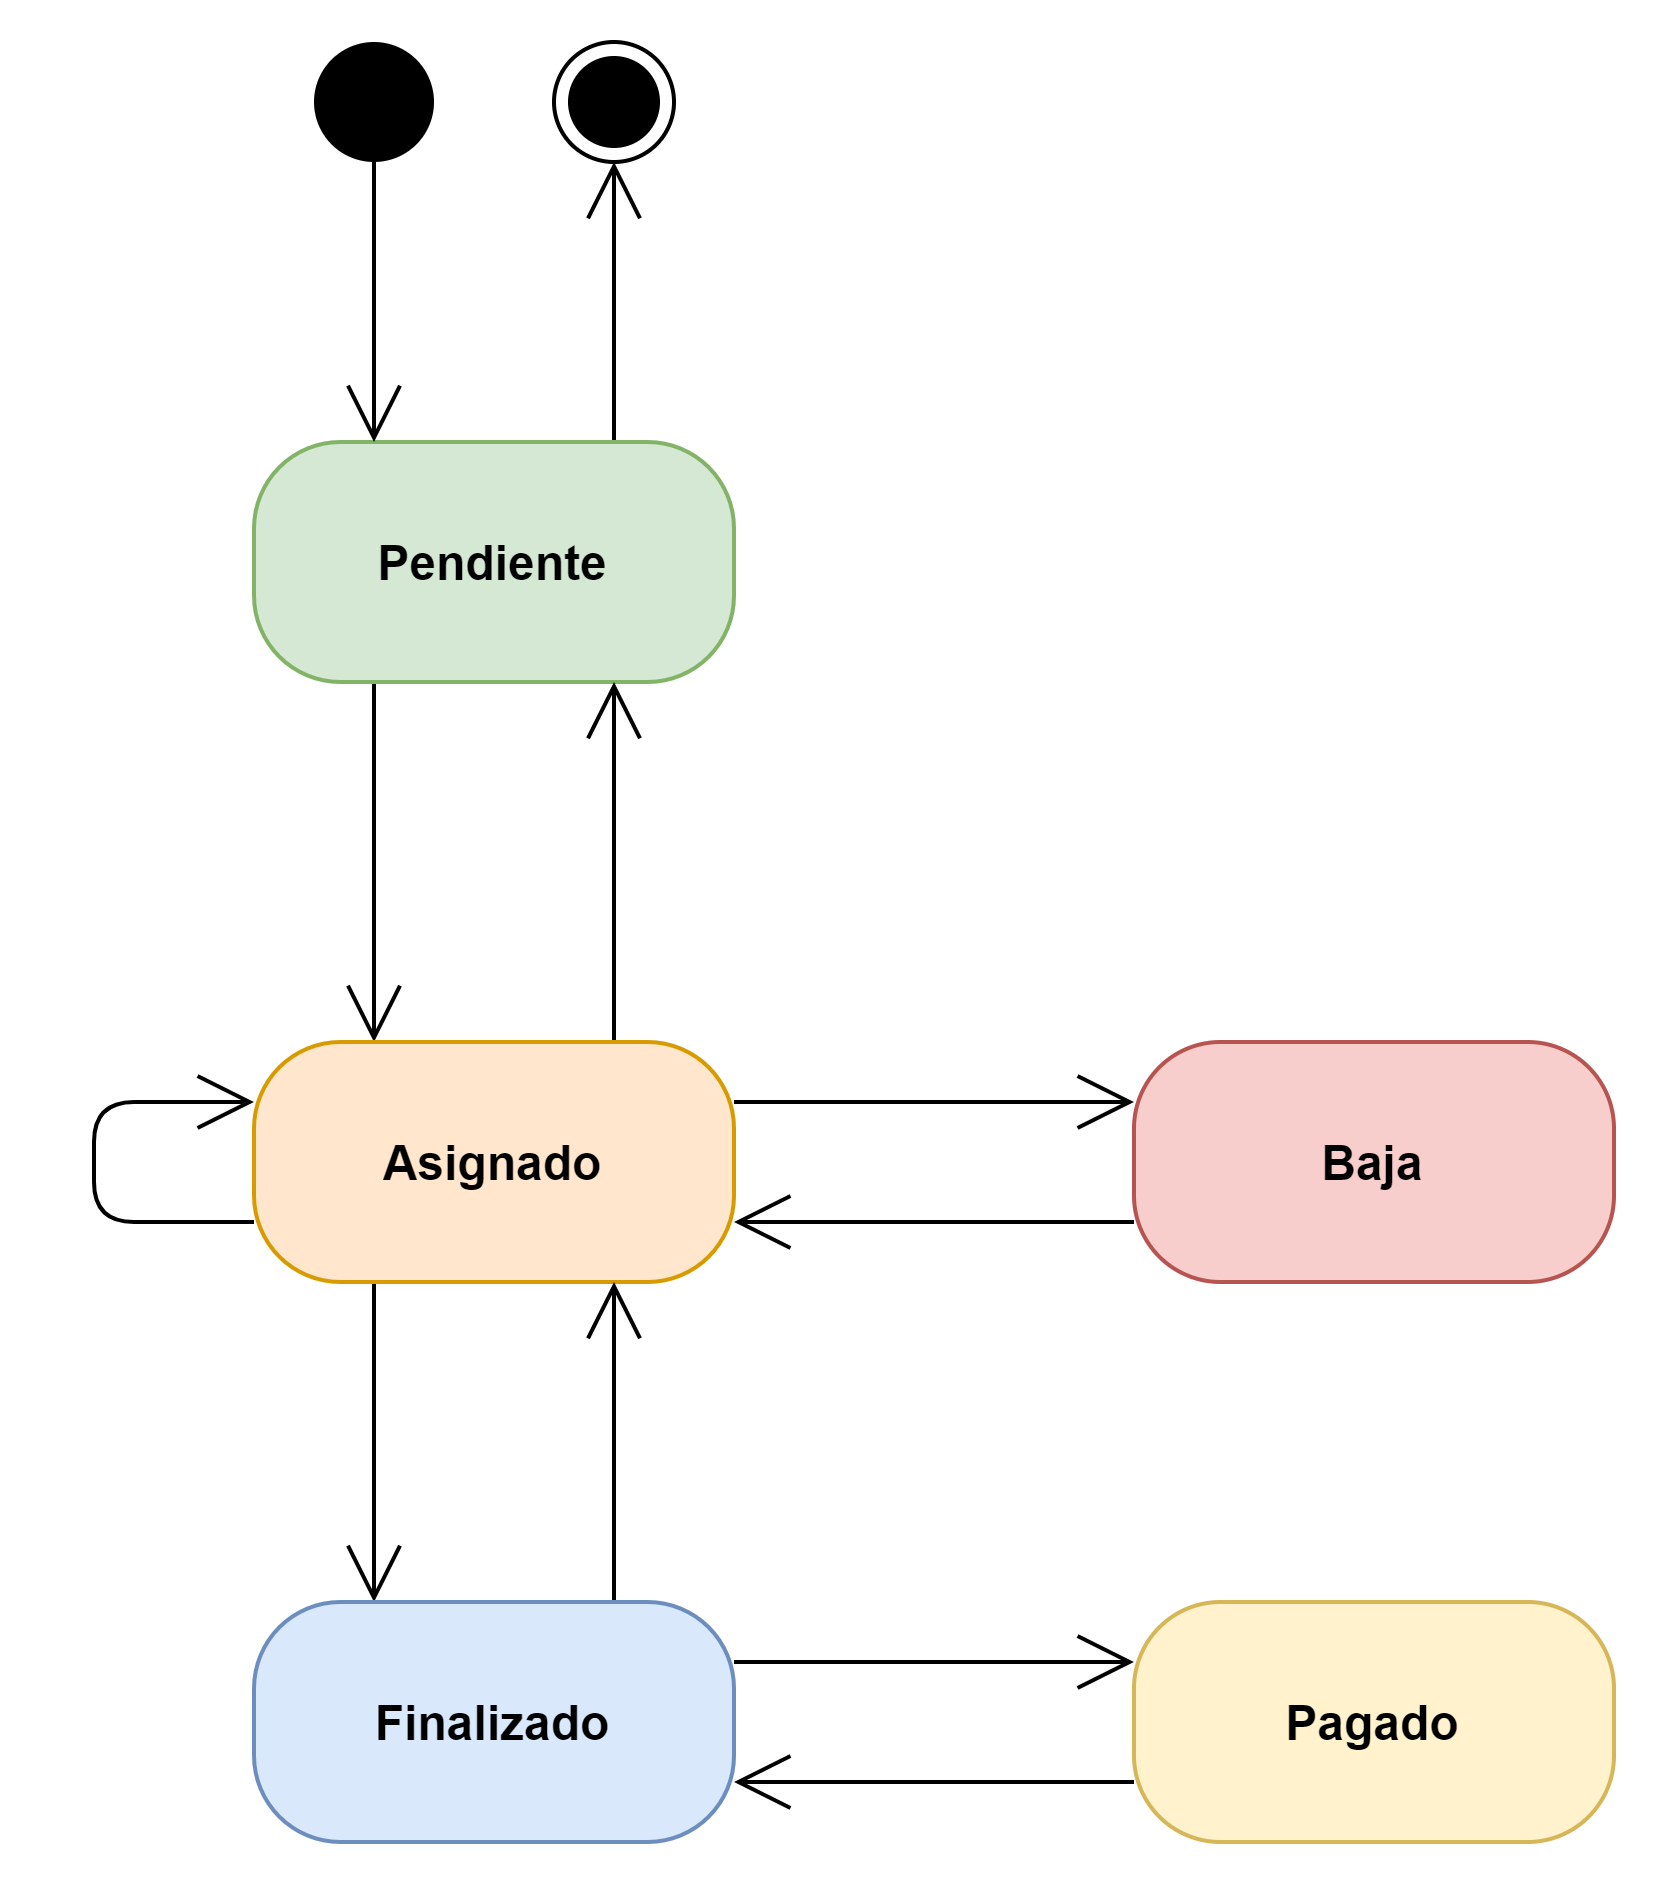 Pendiente
Asignado
Baja
Finalizado
Pagado